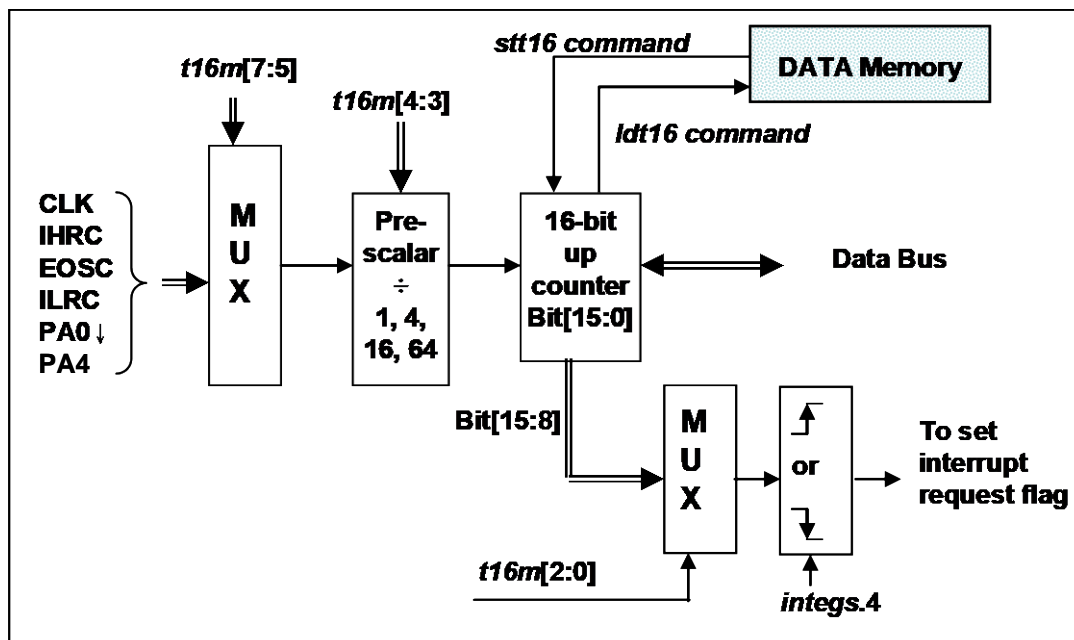 stt16 command
DATA Memory
t16m[7:5]
t16m[4:3]
ldt16 command
CLK
IHRC
EOSC
ILRC
PA0↓
PA4
M
U
X
Pre-
scalar
÷
1, 4,
16, 64
16-bit
up
counter
Bit[15:0]
Data Bus
Bit[15:8]
M
U
X
or
To set
interrupt
request flag
t16m[2:0]
integs.4